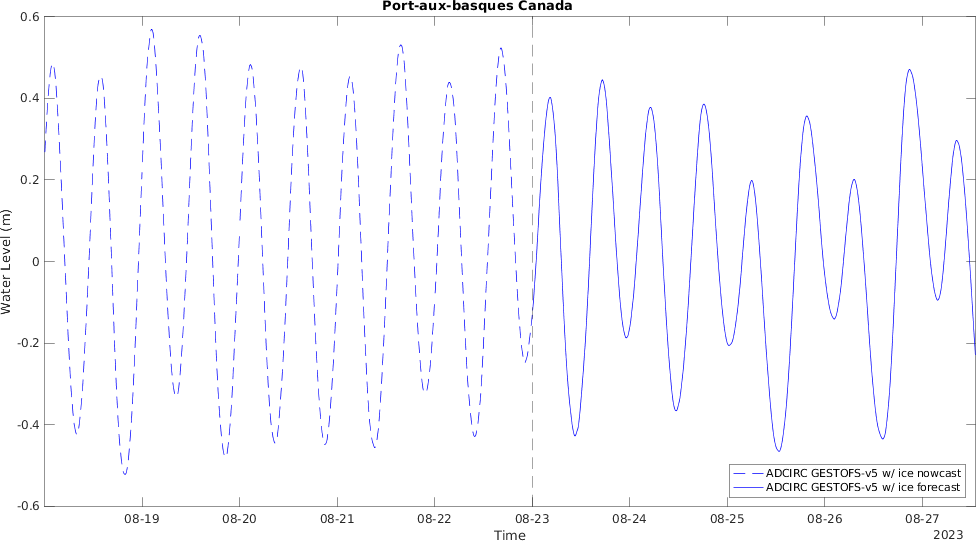 Port-aux-basques Canada
0.6
0.4
0.2
0
-0.2
-0.4
-0.6
Water Level (m)
ADCIRC GESTOFS-v5 w/ ice nowcast
ADCIRC GESTOFS-v5 w/ ice forecast
08-19 08-20 08-21 08-22 08-23 08-24 08-25 08-26 08-27
Time
2023